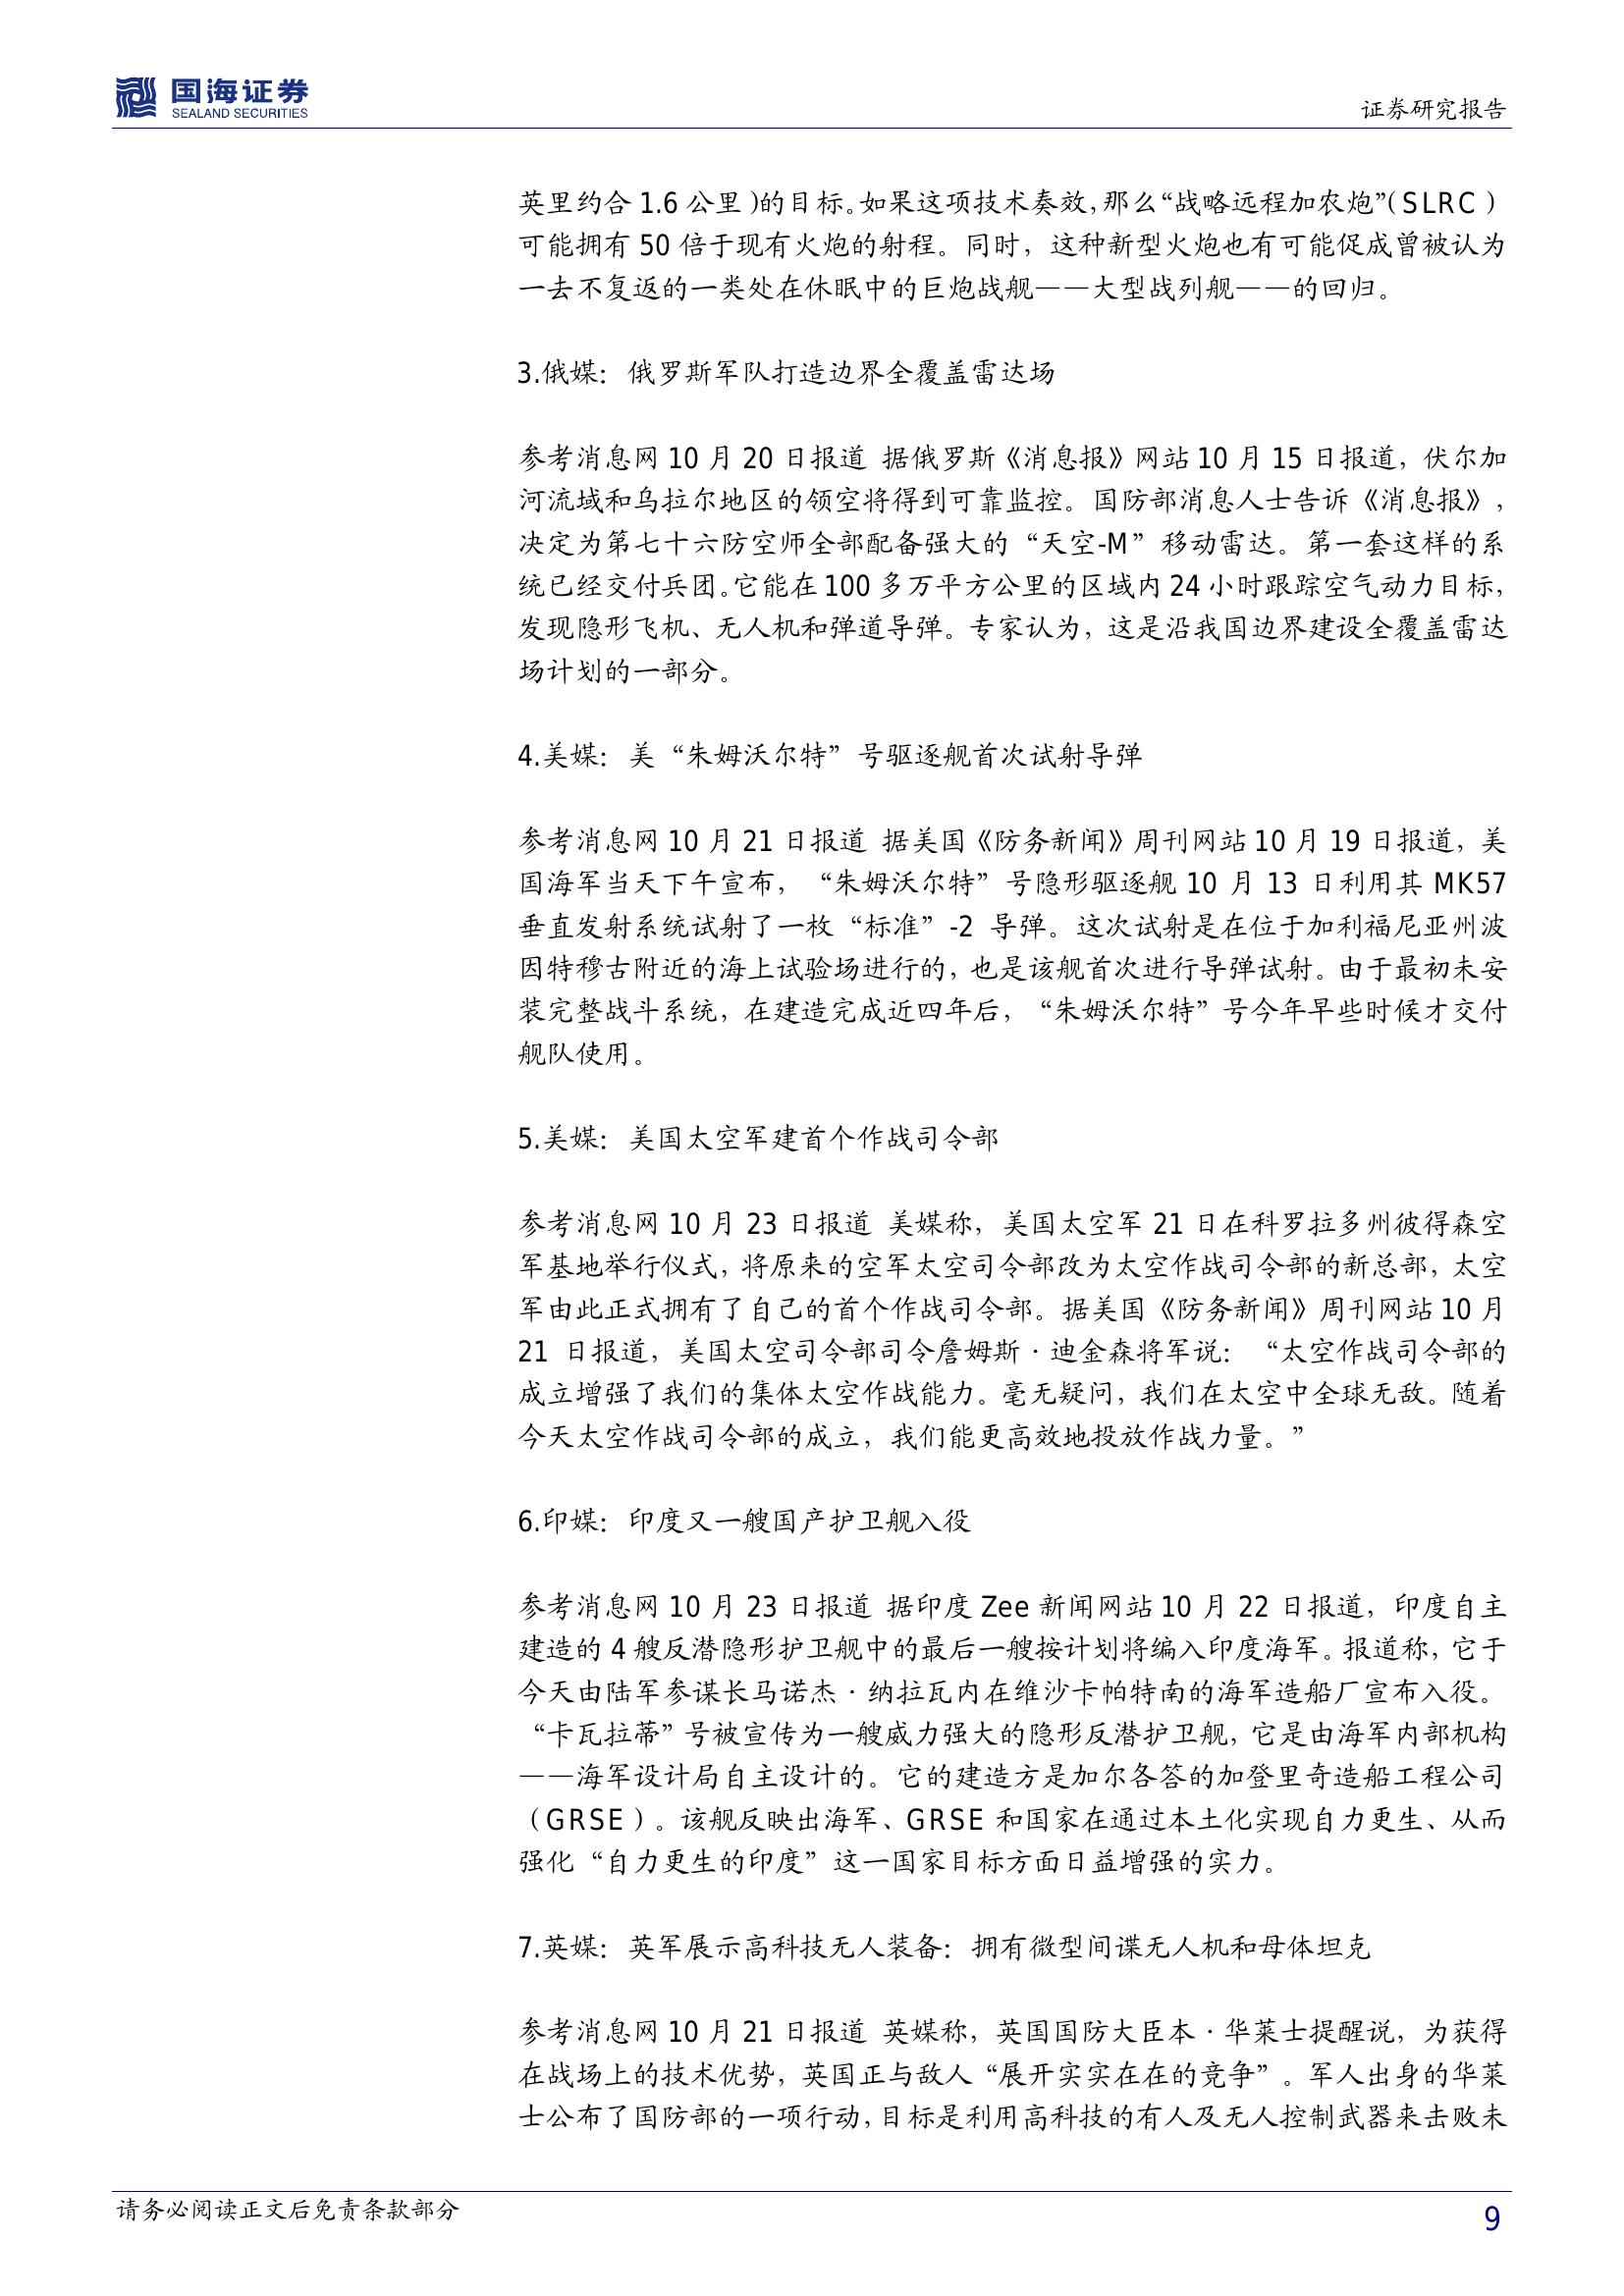 国海证券
SEALAND SECURITIES
证券研究报告
英里约合 1.6 公里)的目标。如果这项技术奏效,那么“战略远程加农炮”(SLRC)
可能拥有 50 倍于现有火炮的射程。同时，这种新型火炮也有可能促成曾被认为
一去不复返的一类处在休眠中的巨炮战舰——大型战列舰——的回归。
3.俄媒：俄罗斯军队打造边界全覆盖雷达场
参考消息网 10 月 20 日报道 据俄罗斯《消息报》网站 10 月 15 日报道，伏尔加
河流域和乌拉尔地区的领空将得到可靠监控。国防部消息人士告诉《消息报》，
决定为第七十六防空师全部配备强大的“天空-M”移动雷达。第一套这样的系
统已经交付兵团。它能在 100 多万平方公里的区域内 24 小时跟踪空气动力目标，
发现隐形飞机、无人机和弹道导弹。专家认为，这是沿我国边界建设全覆盖雷达
场计划的一部分。
4.美媒：美“朱姆沃尔特”号驱逐舰首次试射导弹
参考消息网 10 月 21 日报道 据美国《防务新闻》周刊网站 10 月 19 日报道，美
国海军当天下午宣布，“朱姆沃尔特”号隐形驱逐舰 10 月 13 日利用其 MK57
垂直发射系统试射了一枚“标准”-2 导弹。这次试射是在位于加利福尼亚州波
因特穆古附近的海上试验场进行的，也是该舰首次进行导弹试射。由于最初未安
装完整战斗系统，在建造完成近四年后，“朱姆沃尔特”号今年早些时候才交付
舰队使用。
5.美媒：美国太空军建首个作战司令部
参考消息网 10 月 23 日报道 美媒称，美国太空军 21 日在科罗拉多州彼得森空
军基地举行仪式，将原来的空军太空司令部改为太空作战司令部的新总部，太空
军由此正式拥有了自己的首个作战司令部。据美国《防务新闻》周刊网站 10 月
21 日报道，美国太空司令部司令詹姆斯·迪金森将军说：“太空作战司令部的
成立增强了我们的集体太空作战能力。毫无疑问，我们在太空中全球无敌。随着
今天太空作战司令部的成立，我们能更高效地投放作战力量。”
6.印媒：印度又一艘国产护卫舰入役
参考消息网 10 月 23 日报道 据印度 Zee 新闻网站 10 月 22 日报道，印度自主
建造的 4 艘反潜隐形护卫舰中的最后一艘按计划将编入印度海军。报道称，它于
今天由陆军参谋长马诺杰·纳拉瓦内在维沙卡帕特南的海军造船厂宣布入役。
“卡瓦拉蒂”号被宣传为一艘威力强大的隐形反潜护卫舰，它是由海军内部机构
——海军设计局自主设计的。它的建造方是加尔各答的加登里奇造船工程公司
（GRSE）。该舰反映出海军、GRSE 和国家在通过本土化实现自力更生、从而
强化“自力更生的印度”这一国家目标方面日益增强的实力。
7.英媒：英军展示高科技无人装备：拥有微型间谍无人机和母体坦克
参考消息网 10 月 21 日报道 英媒称，英国国防大臣本·华莱士提醒说，为获得
在战场上的技术优势，英国正与敌人“展开实实在在的竞争”。军人出身的华莱
士公布了国防部的一项行动，目标是利用高科技的有人及无人控制武器来击败未
请务必阅读正文后免责条款部分
9